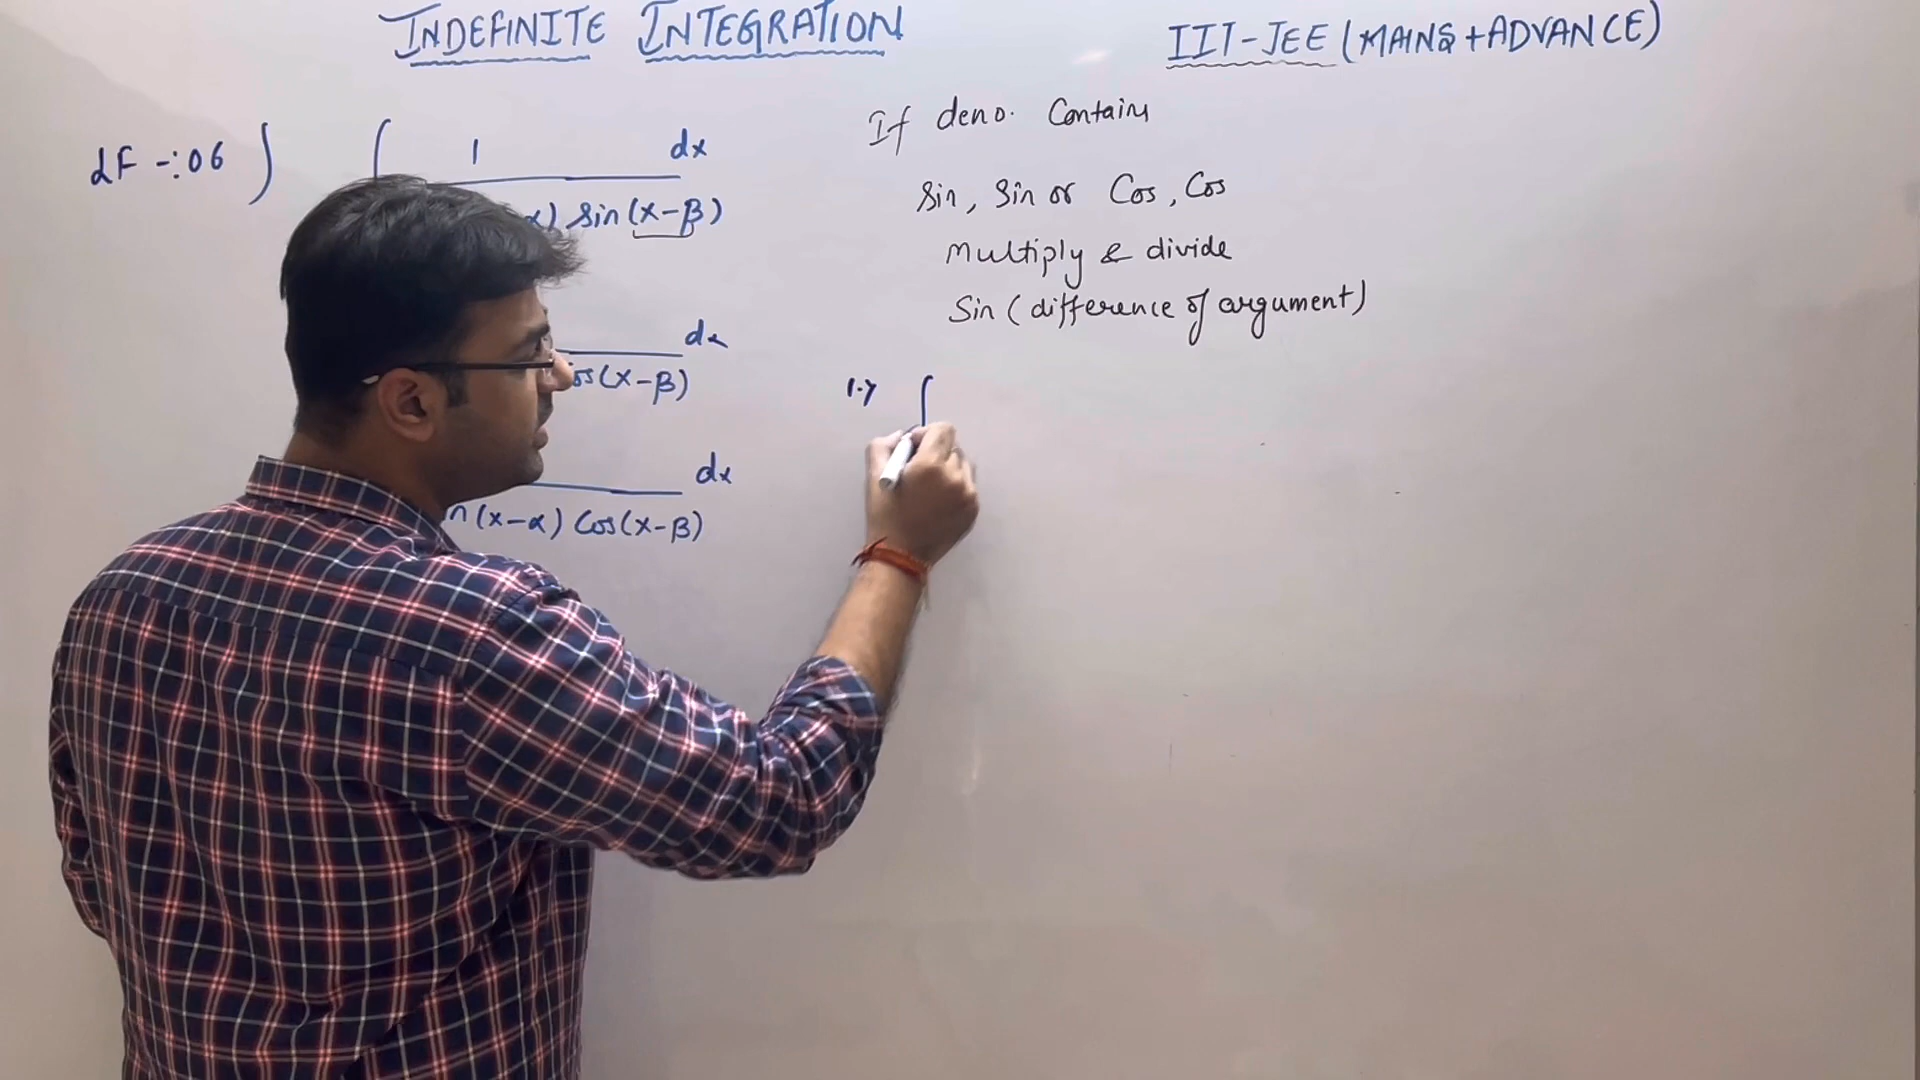 INDEFINITE INTEGRATION
IIT-JEE (MAINS + ADVANCE)
dF -: 06) ∫ 1 dx
α) sin (x-β)
dx
os(x-β)
dx
n (x-α) Cos(x-β)
If deno. Contains
Sin, Sin or Cos, Cos
Multiply & divide
Sin (difference of argument)
1.> ∫